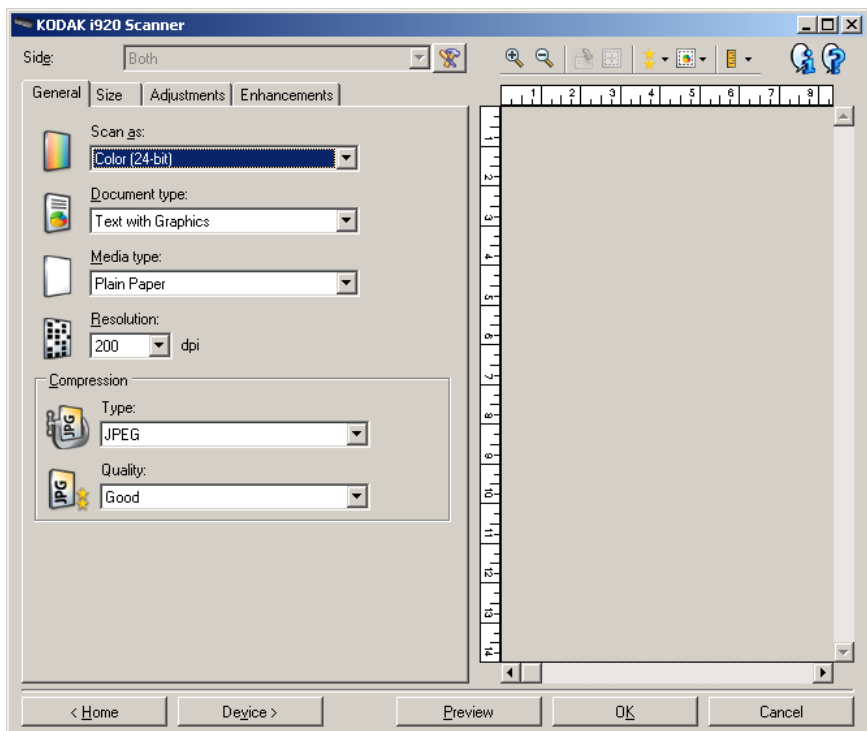 KODAK i920 Scanner
Side: Both
General Size Adjustments Enhancements
Scan as:
Color (24-bit)
Document type:
Text with Graphics
Media type:
Plain Paper
Resolution:
200 dpi
Compression
Type:
JPG
JPEG
Quality:
JPG
Good
1 2 3 4 5 6 7 8
1
2
3
4
5
6
7
8
9
10
11
12
13
14
< Home Device > Preview OK Cancel